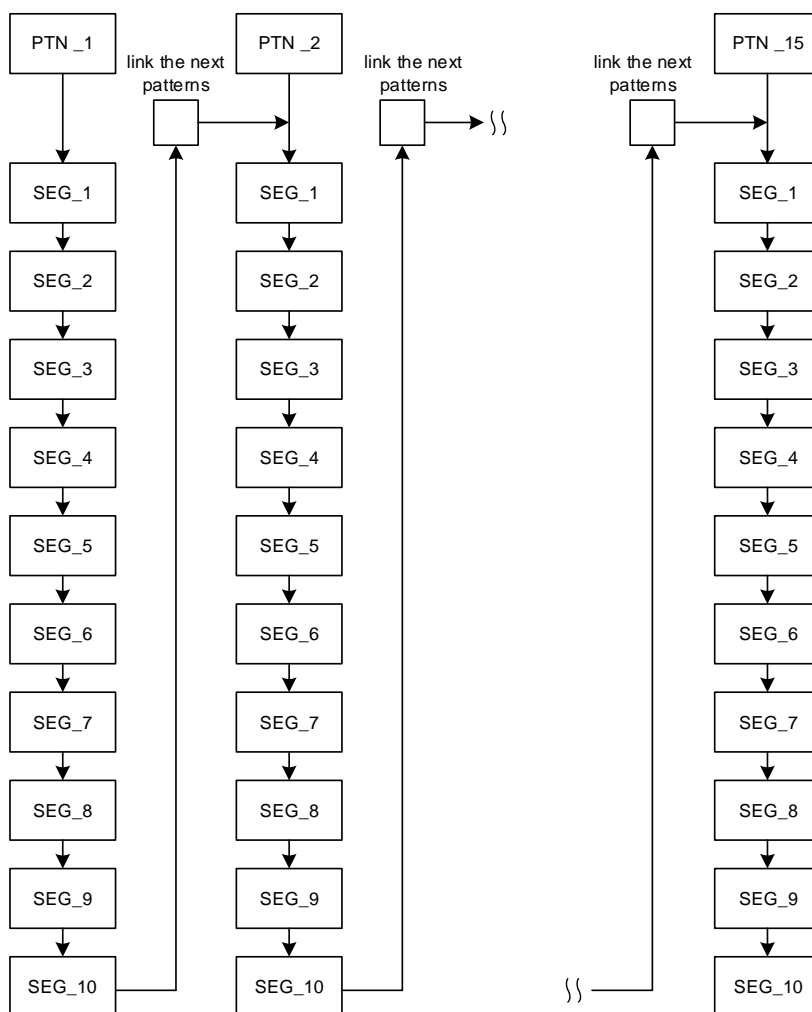 PTN _1
link the next
patterns
PTN _2
link the next
patterns
link the next
patterns
PTN _15
SEG_1
SEG_1
SEG_1
SEG_2
SEG_2
SEG_2
SEG_3
SEG_3
SEG_3
SEG_4
SEG_4
SEG_4
SEG_5
SEG_5
SEG_5
SEG_6
SEG_6
SEG_6
SEG_7
SEG_7
SEG_7
SEG_8
SEG_8
SEG_8
SEG_9
SEG_9
SEG_9
SEG_10
SEG_10
SEG_10